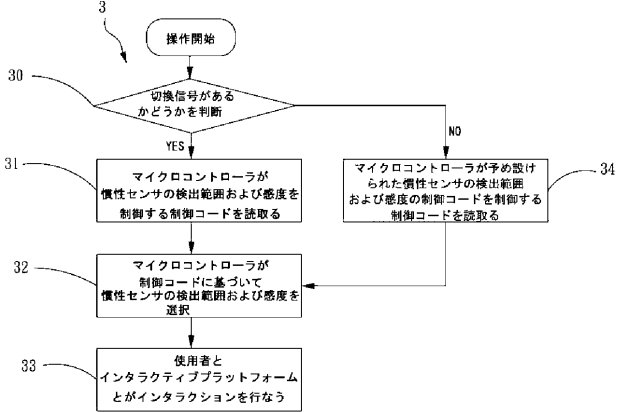 3
操作開始
30
切換信号がある
かどうかを判断
YES
NO
31
マイクロコントローラが
慣性センサの検出範囲および感度を
制御する制御コードを読取る
34
マイクロコントローラが予め設け
られた慣性センサの検出範囲
および感度の制御コードを制御する
制御コードを読取る
32
マイクロコントローラが
制御コードに基づいて
慣性センサの検出範囲および感度を
選択
33
使用者と
インタラクティブプラットフォーム
とがインタラクションを行なう